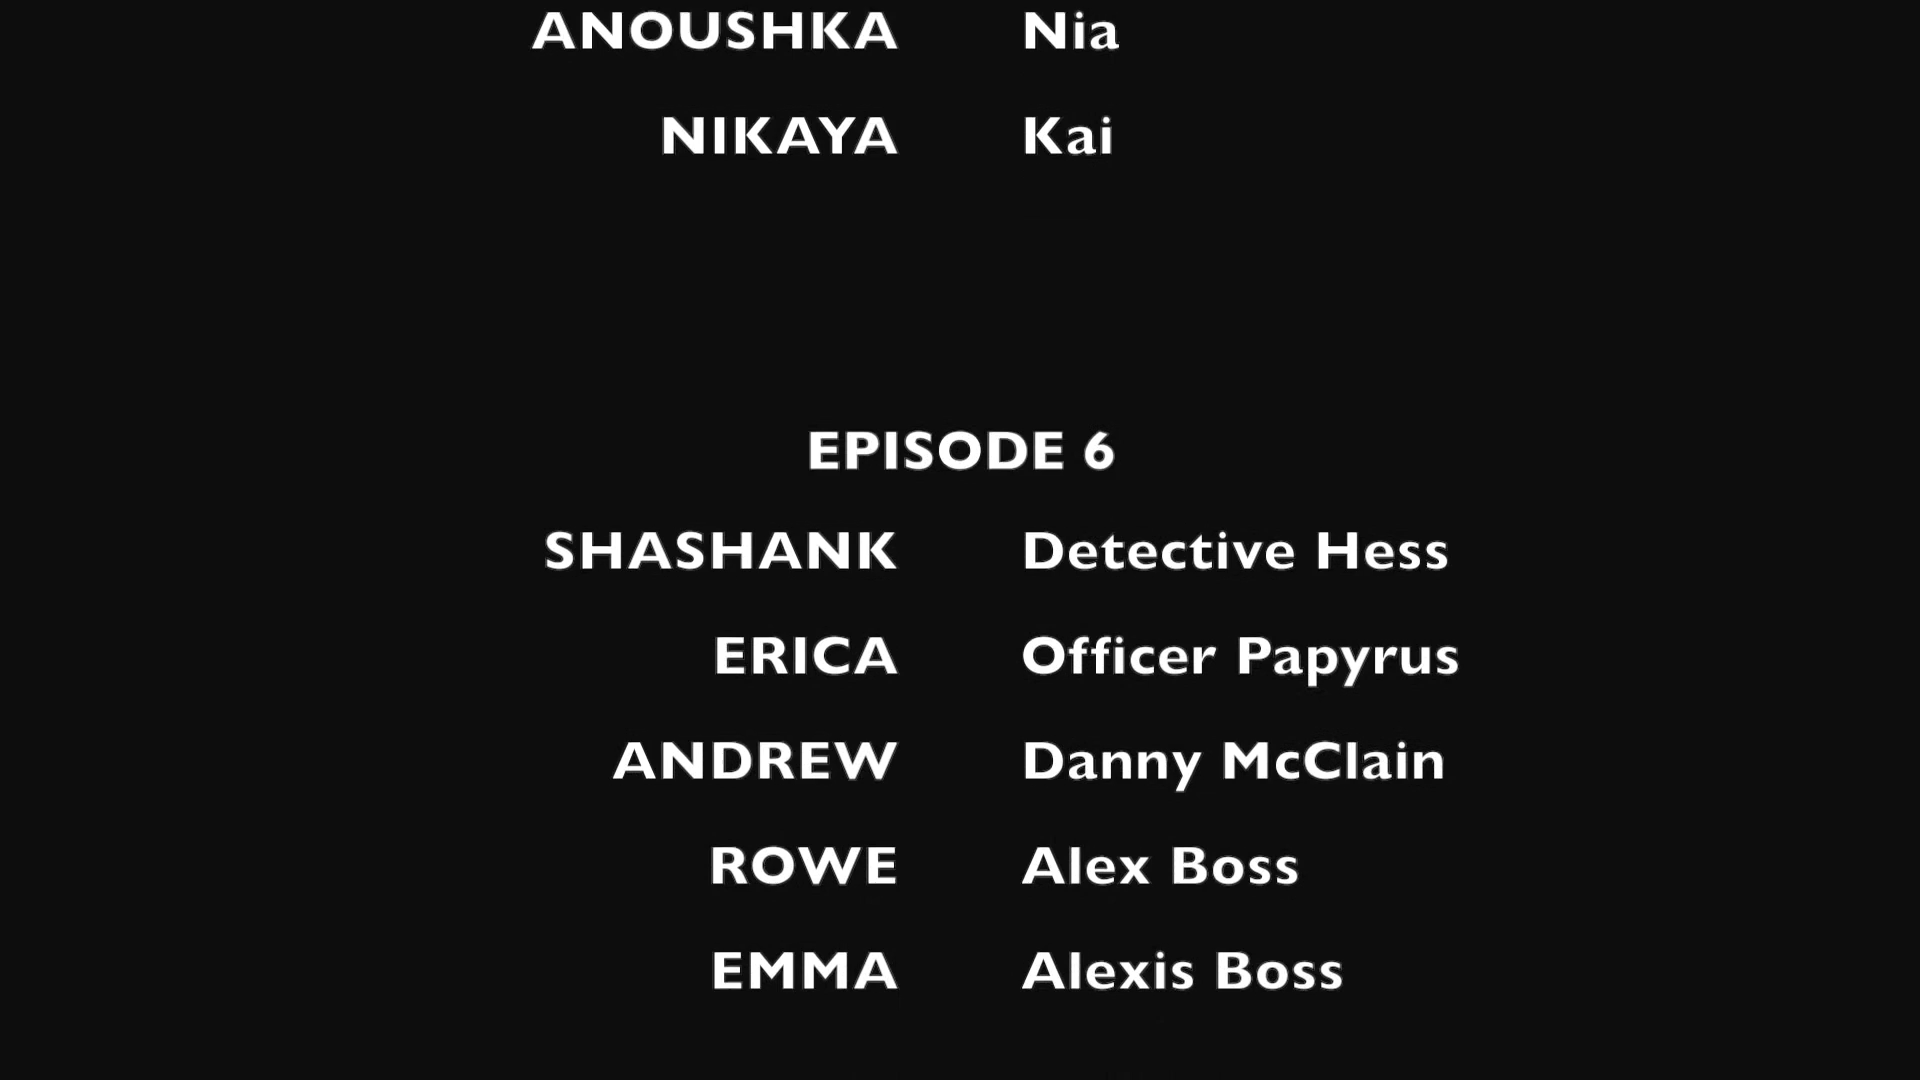 ANOUSHKA Nia
NIKAYA Kai
EPISODE 6
SHASHANK Detective Hess
ERICA Officer Papyrus
ANDREW Danny McClain
ROWE Alex Boss
EMMA Alexis Boss